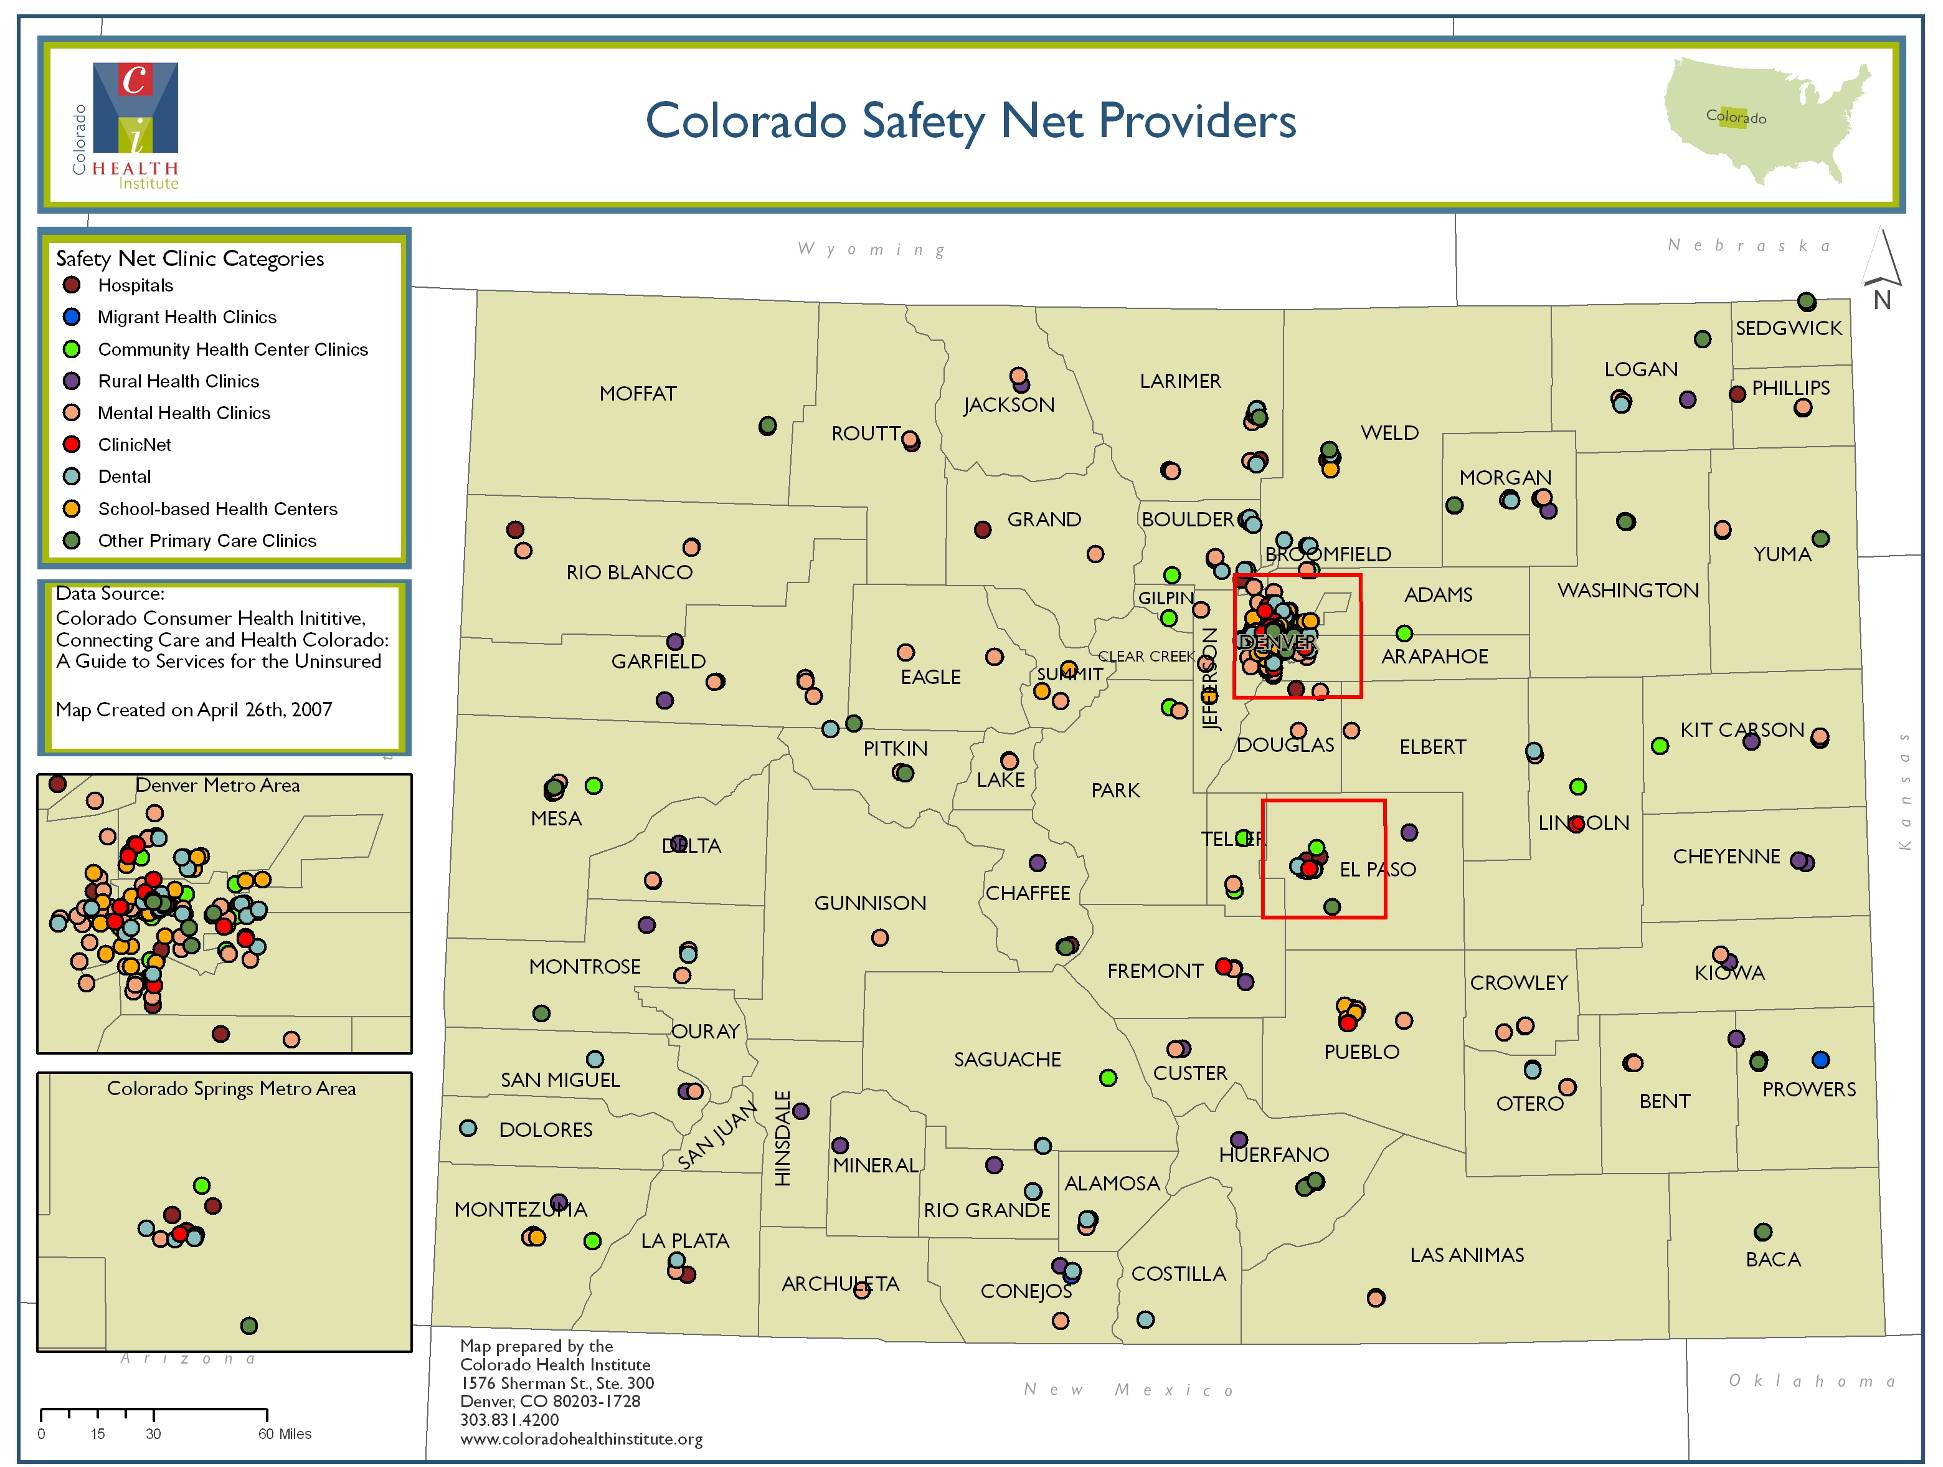 Colorado
C
i
HEALTH
Institute
Colorado Safety Net Providers
Colorado
Wyoming
Nebraska
N
Safety Net Clinic Categories
Hospitals
Migrant Health Clinics
Community Health Center Clinics
Rural Health Clinics
Mental Health Clinics
ClinicNet
Dental
School-based Health Centers
Other Primary Care Clinics
Data Source:
Colorado Consumer Health Inititive,
Connecting Care and Health Colorado:
A Guide to Services for the Uninsured
Map Created on April 26th, 2007
Denver Metro Area
Colorado Springs Metro Area
Arizona
0 15 30 60 Miles
SEDGWICK
LOGAN
PHILLIPS
MOFFAT
ROUTT
JACKSON
LARIMER
WELD
MORGAN
GRAND
BOULDER
BROOMFIELD
YUMA
RIO BLANCO
GILPIN
ADAMS
WASHINGTON
DENVER
GARFIELD
EAGLE
SUMMIT
CLEAR CREEK
JEFFERSON
ARAPAHOE
PITKIN
LAKE
PARK
DOUGLAS
ELBERT
KIT CARSON
Kansas
MESA
DELTA
TELLER
LINCOLN
EL PASO
CHEYENNE
GUNNISON
CHAFFEE
MONTROSE
FREMONT
CROWLEY
KIOWA
OURAY
SAGUACHE
CUSTER
PUEBLO
SAN MIGUEL
OTERO
BENT
PROWERS
DOLORES
SAN JUAN
HINSDALE
MINERAL
HUERFANO
ALAMOSA
RIO GRANDE
MONTEZUMA
LA PLATA
ARCHULETA
CONEJOS
COSTILLA
LAS ANIMAS
BACA
Map prepared by the
Colorado Health Institute
1576 Sherman St., Ste. 300
Denver, CO 80203-1728
303.831.4200
www.coloradohealthinstitute.org
New Mexico
Oklahoma